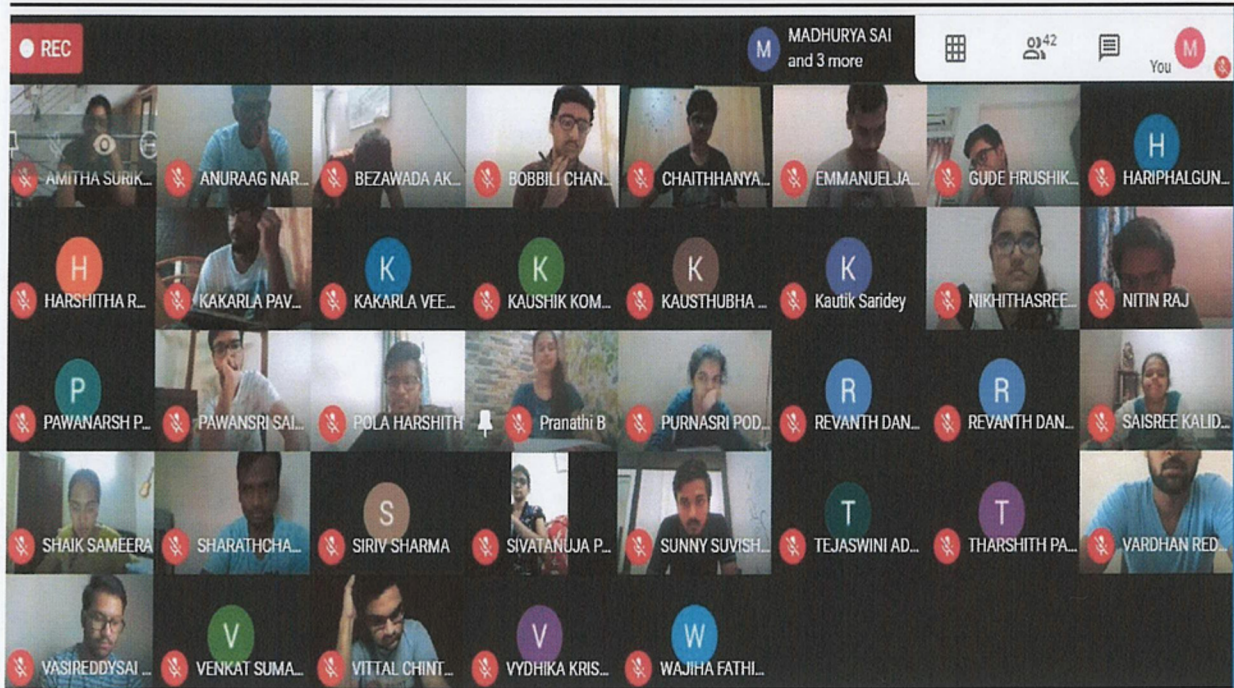 REC
MADHURYA SAI
and 3 more
42
You
M
M
AMITHA SURIK...
ANURAAG NAR...
BEZAWADA AK...
BOBBILI CHAN...
CHAITHHANYA...
EMMANUELJA...
GUDE HRUSHIK...
H
HARIPHALGUN...
H
HARSHITHA R...
KAKARLA PAV...
K
KAKARLA VEE...
K
KAUSHIK KOM...
K
KAUSTHUBHA ...
K
Kautik Saridey
NIKHITHASREE...
NITIN RAJ
P
PAWANARSH P...
PAWANSRI SAI...
POLA HARSHITH
Pranathi B
PURNASRI POD...
R
REVANTH DAN...
R
REVANTH DAN...
SAISREE KALID...
SHAIK SAMEERA
SHARATHCHA...
S
SIRIV SHARMA
SIVATANUJA P...
SUNNY SUVISH...
T
TEJASWINI AD...
T
THARSHITH PA...
VARDHAN RED...
VASIREDDYSAI ...
V
VENKAT SUMA...
VITTAL CHINT...
V
VYDHIKA KRIS...
W
WAJIHA FATHI...